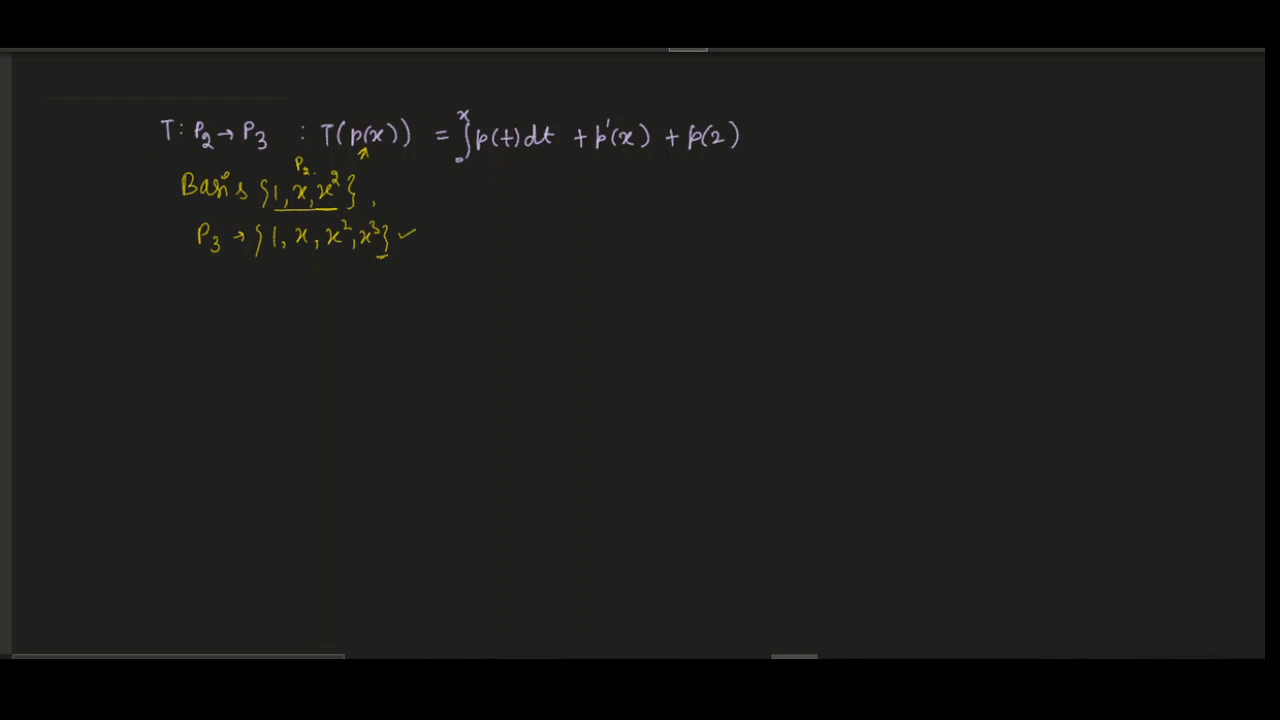 T: P₂ → P₃ : T(p(x)) = ∫₀ˣ p(t)dt + p'(x) + p(2)
P₂.
Basis {1, x, x²},
P₃ → {1, x, x², x³} ✓